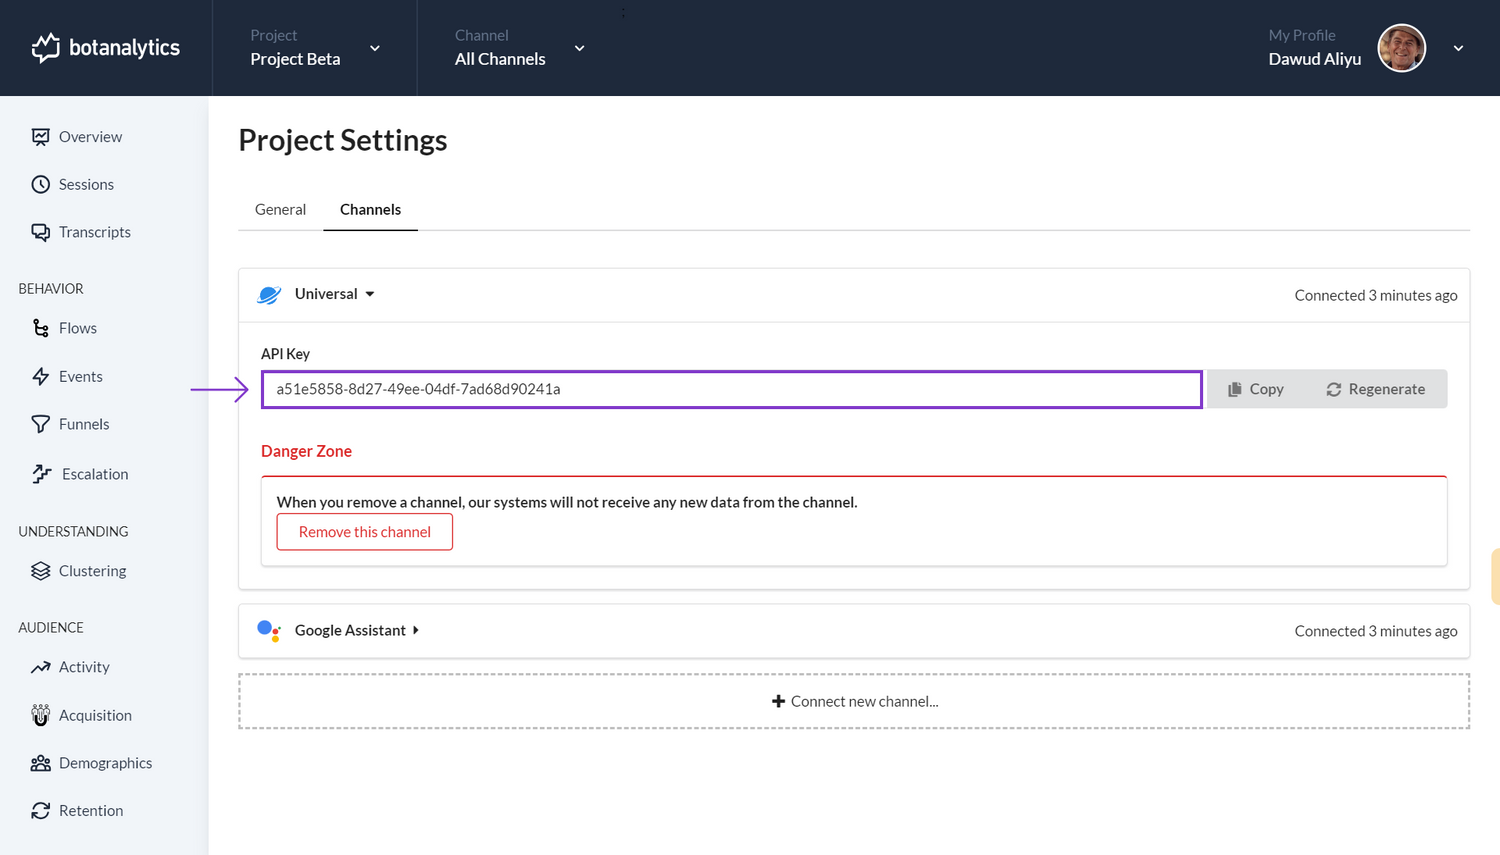 botanalytics
Project
Project Beta
Channel
All Channels
;
My Profile
Dawud Aliyu
Overview
Sessions
Transcripts
BEHAVIOR
Flows
Events
Funnels
Escalation
UNDERSTANDING
Clustering
AUDIENCE
Activity
Acquisition
Demographics
Retention
Project Settings
General
Channels
Universal
Connected 3 minutes ago
API Key
a51e5858-8d27-49ee-04df-7ad68d90241a
Copy
Regenerate
Danger Zone
When you remove a channel, our systems will not receive any new data from the channel.
Remove this channel
Google Assistant
Connected 3 minutes ago
Connect new channel...